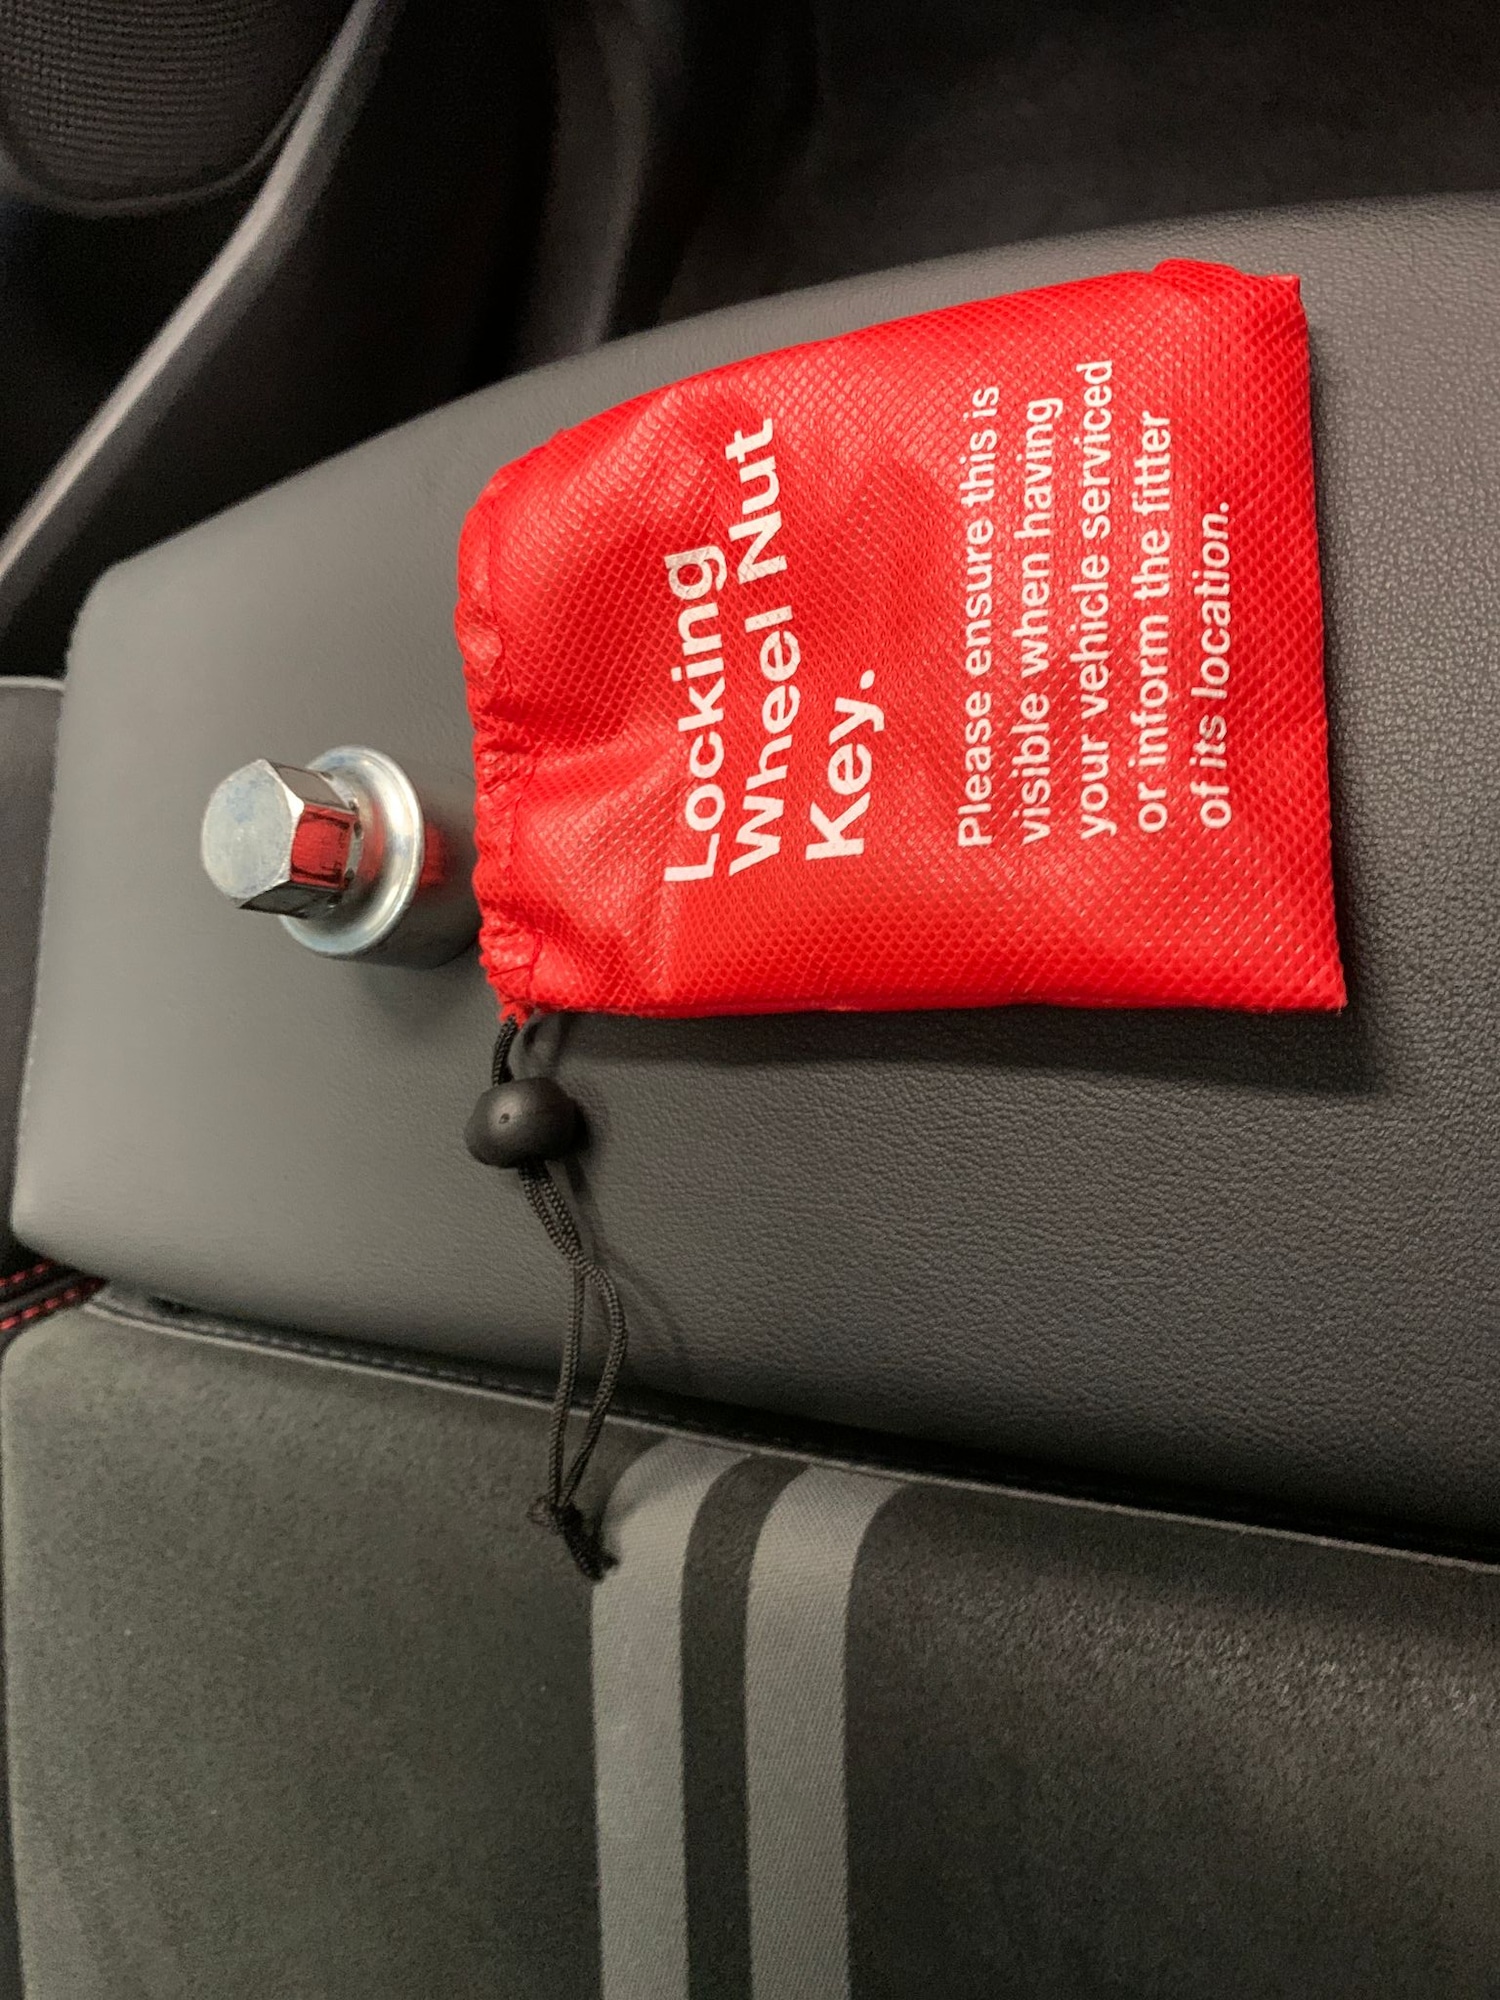 Locking
Wheel Nut
Key.
Please ensure this is
visible when having
your vehicle serviced
or inform the fitter
of its location.